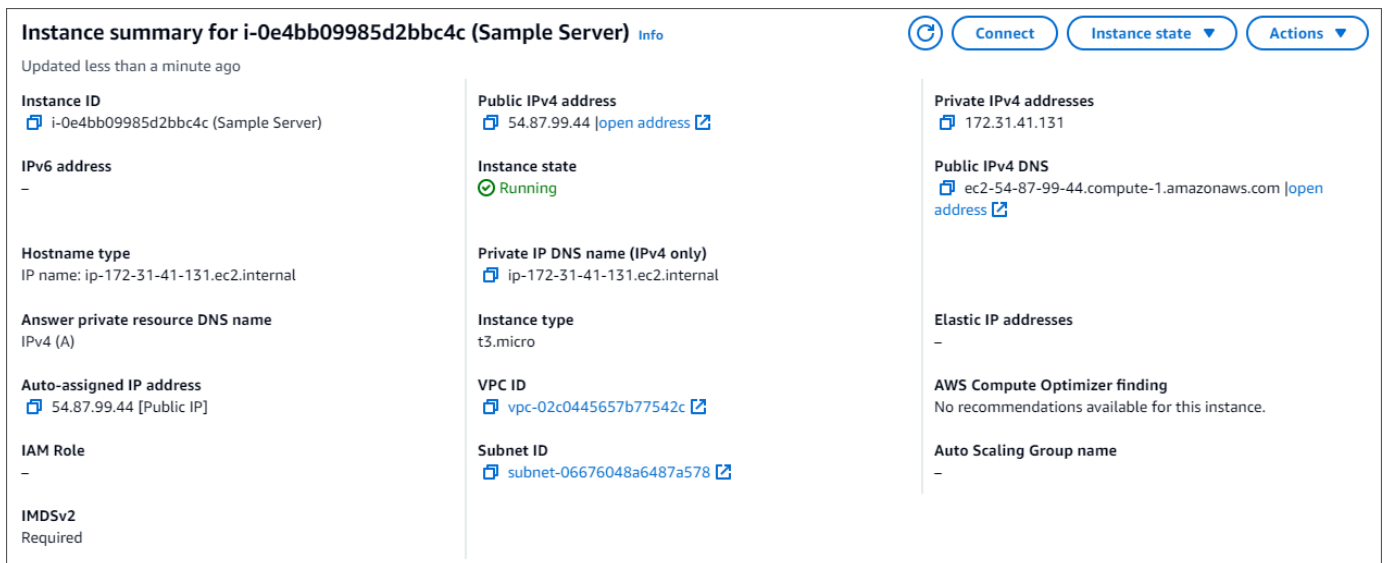 Instance summary for i-0e4bb09985d2bbc4c (Sample Server) Info
Connect
Instance state
Actions
Updated less than a minute ago
Instance ID
i-0e4bb09985d2bbc4c (Sample Server)
Public IPv4 address
54.87.99.44 |open address
Private IPv4 addresses
172.31.41.131
IPv6 address
–
Instance state
Running
Public IPv4 DNS
ec2-54-87-99-44.compute-1.amazonaws.com |open
address
Hostname type
IP name: ip-172-31-41-131.ec2.internal
Private IP DNS name (IPv4 only)
ip-172-31-41-131.ec2.internal
Answer private resource DNS name
IPv4 (A)
Instance type
t3.micro
Elastic IP addresses
–
Auto-assigned IP address
54.87.99.44 [Public IP]
VPC ID
vpc-02c0445657b77542c
AWS Compute Optimizer finding
No recommendations available for this instance.
IAM Role
–
Subnet ID
subnet-06676048a6487a578
Auto Scaling Group name
–
IMDSv2
Required